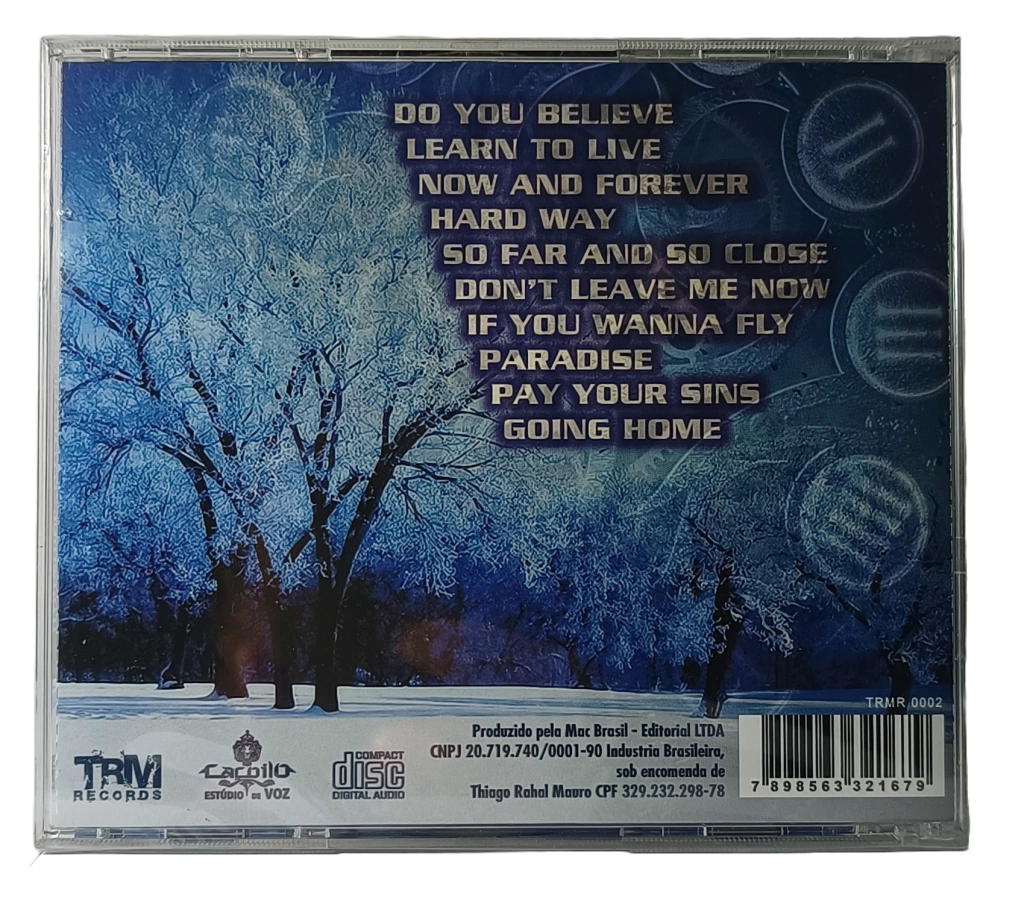 DO YOU BELIEVE
LEARN TO LIVE
NOW AND FOREVER
HARD WAY
SO FAR AND SO CLOSE
DON'T LEAVE ME NOW
IF YOU WANNA FLY
PARADISE
PAY YOUR SINS
GOING HOME
II
III
IIII
TRMR 0002
TRM
RECORDS
ESTÚDIO DE VOZ
COMPACT
disc
DIGITAL AUDIO
Produzido pela Mac Brasil - Editorial LTDA
CNPJ 20.719.740/0001-90 Industria Brasileira,
sob encomenda de
Thiago Rahal Mauro CPF 329.232.298-78
7 898563 321679